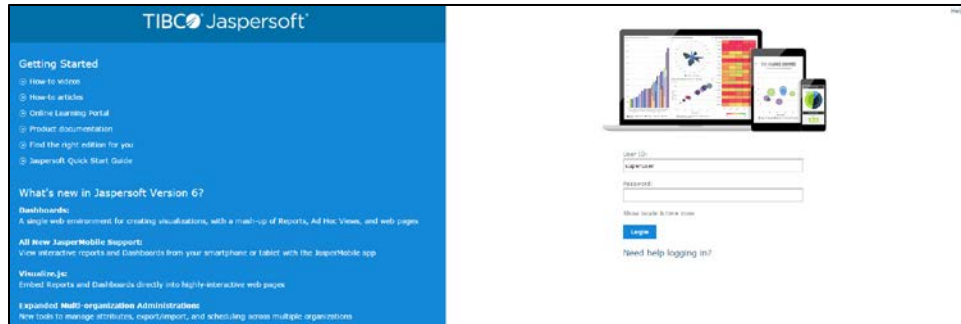 TIBCO Jaspersoft
Getting Started
How-to videos
How-to articles
Online Learning Portal
Product documentation
Find the right edition for you
Jaspersoft Quick Start Guide
What's new in Jaspersoft Version 6?
Dashboards:
A single web environment for creating visualizations, with a mash-up of Reports, Ad Hoc Views, and web pages
All New JasperMobile Support:
View interactive reports and Dashboards from your smartphone or tablet with the JasperMobile app
Visualize.js:
Embed Reports and Dashboards directly into highly-interactive web pages
Expanded Multi-organization Administration:
New tools to manage attributes, export/import, and scheduling across multiple organizations
User ID:
superuser
Password:
Show locale & time zone
Login
Need help logging in?